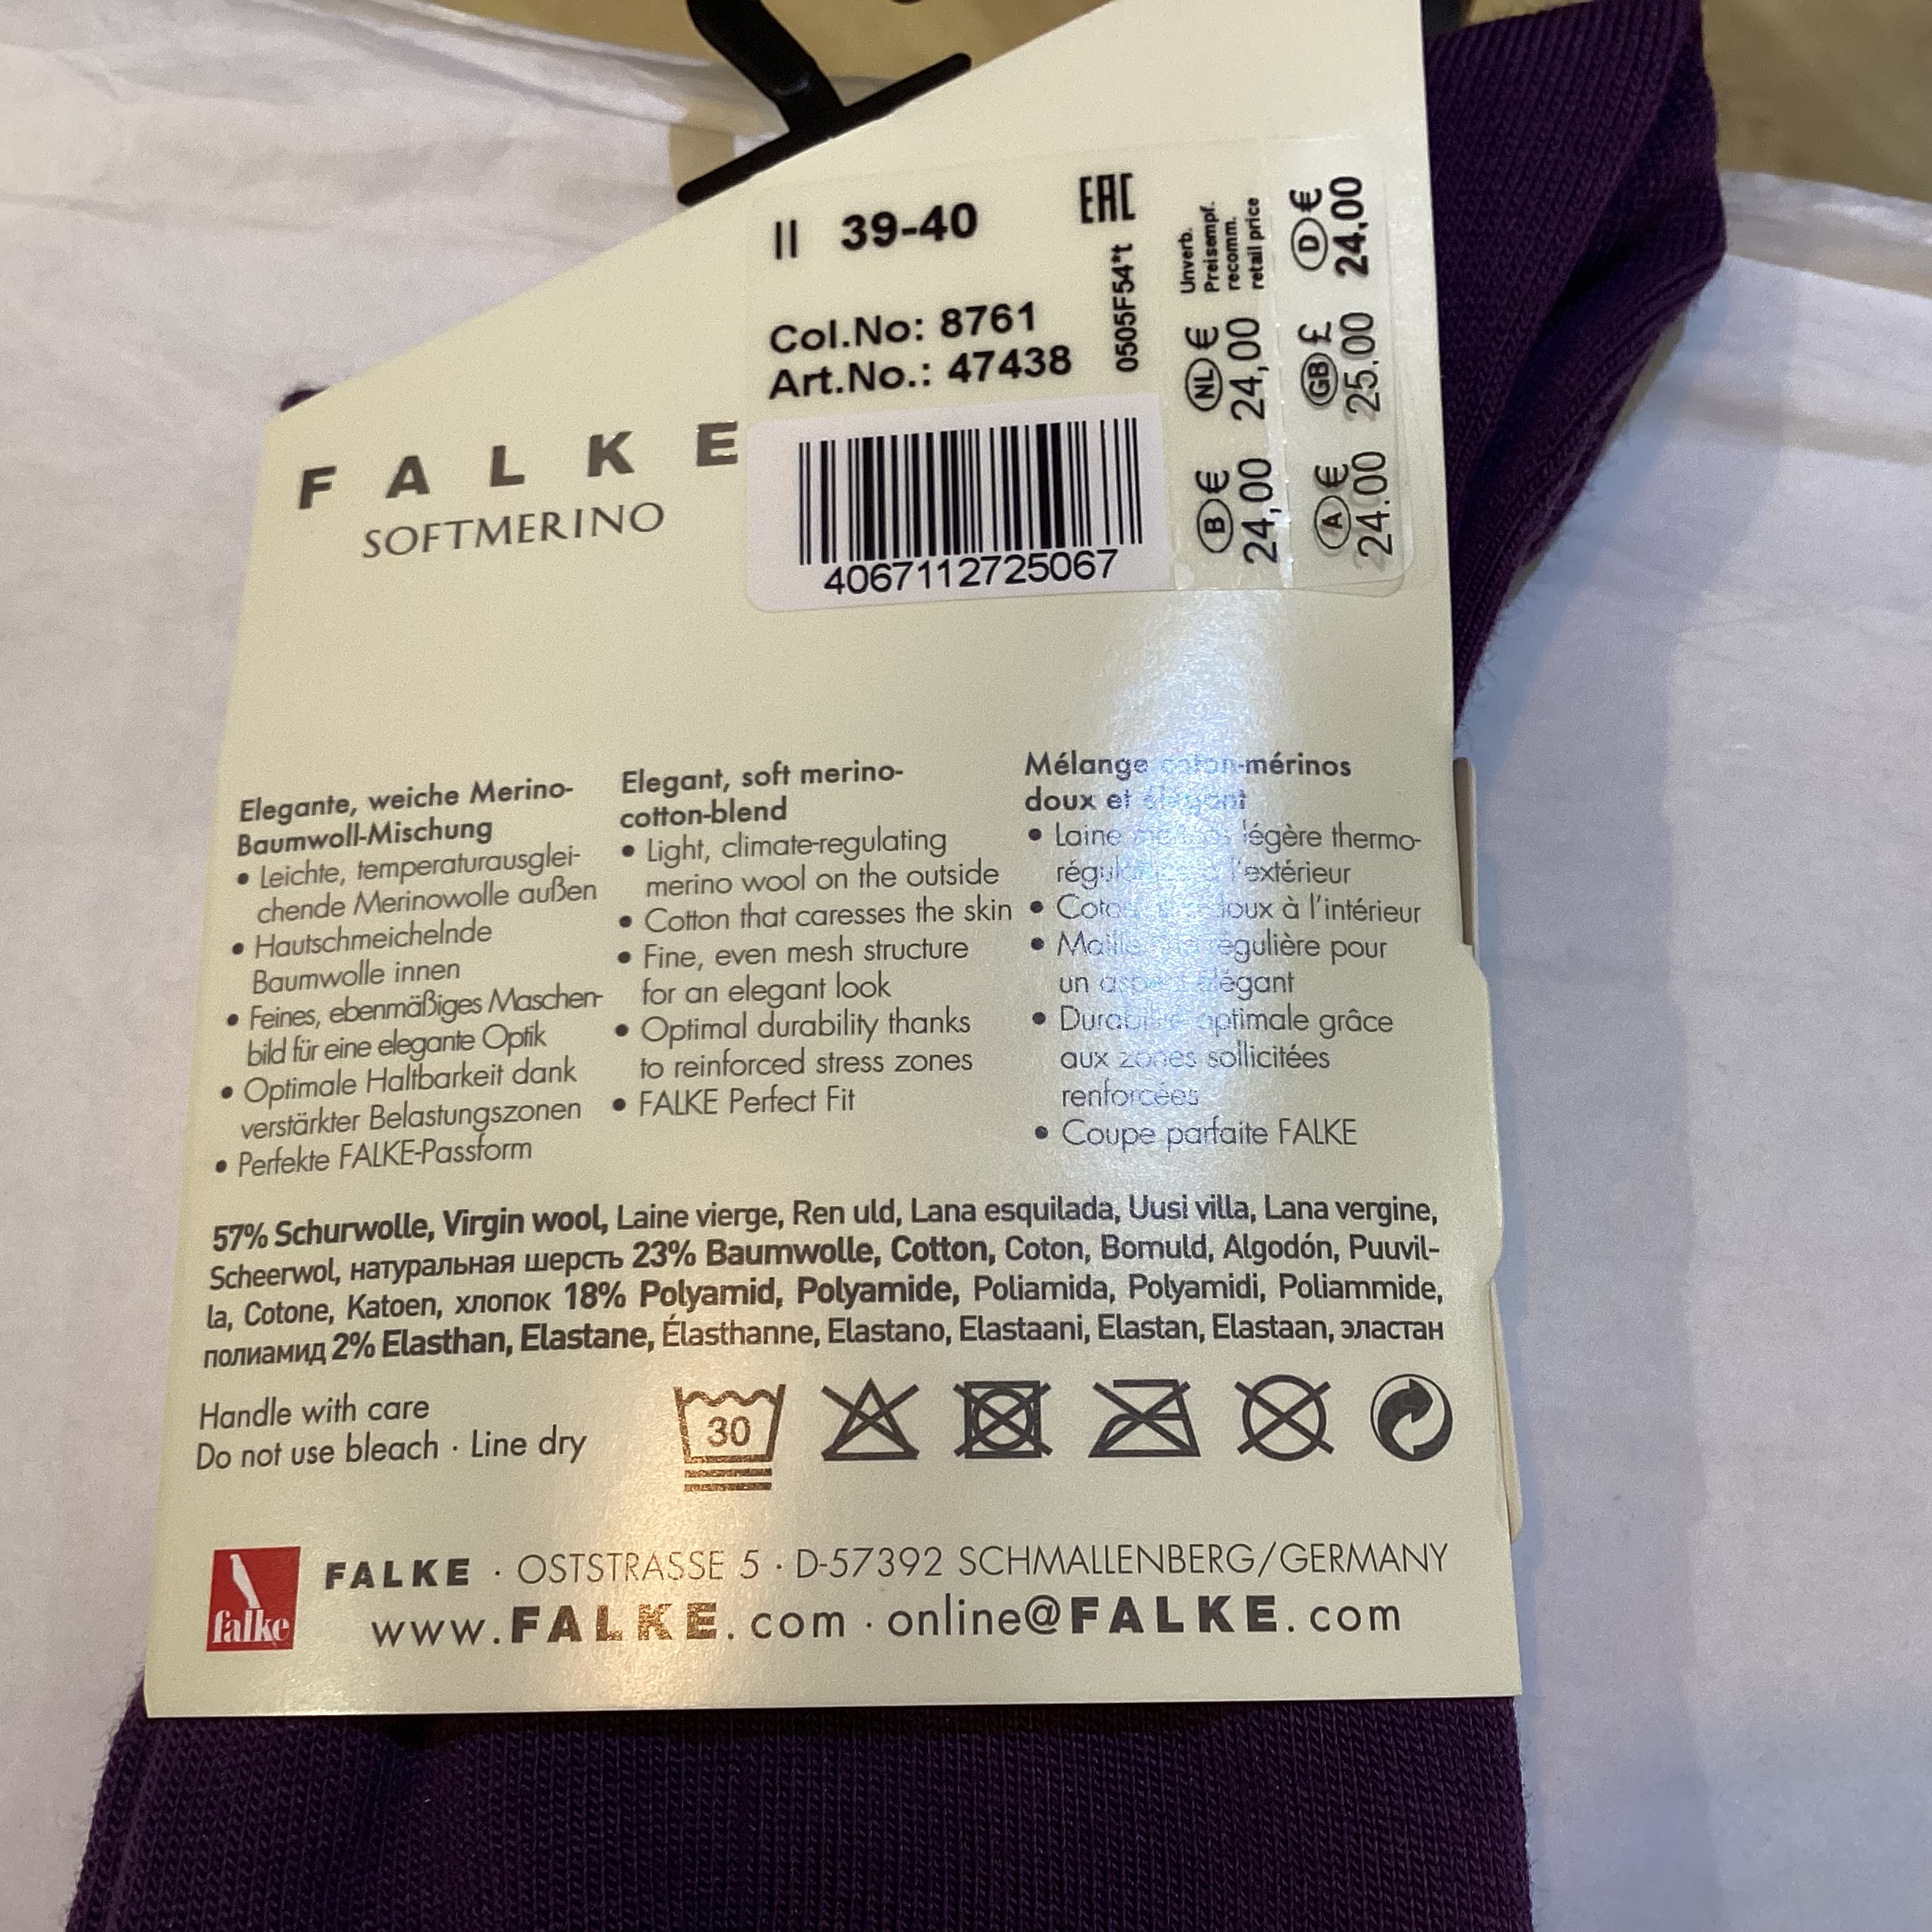 II 39-40
EAC
Col.No: 8761
Art.No.: 47438
0505F54*t
Unverb.
Preisempf.
recomm.
retail price
D €
24,00
NL €
24,00
GB £
25.00
B €
24,00
A €
24.00
4067112725067
FALKE
SOFTMERINO
Elegante, weiche Merino-
Baumwoll-Mischung
• Leichte, temperaturausglei-
chende Merinowolle außen
• Hautschmeichelnde
Baumwolle innen
• Feines, ebenmäßiges Maschen-
bild für eine elegante Optik
• Optimale Haltbarkeit dank
verstärkter Belastungszonen
• Perfekte FALKE-Passform
Elegant, soft merino-
cotton-blend
• Light, climate-regulating
merino wool on the outside
• Cotton that caresses the skin
• Fine, even mesh structure
for an elegant look
• Optimal durability thanks
to reinforced stress zones
• FALKE Perfect Fit
Mélange coton-mérinos
doux et élégant
• Laine légère thermo-
l'extérieur
• doux à l'intérieur
• régulière pour
un aspect élégant
• Durabilité optimale grâce
aux zones sollicitées
renforcées
• Coupe parfaite FALKE
57% Schurwolle, Virgin wool, Laine vierge, Ren uld, Lana esquilada, Uusi villa, Lana vergine,
Scheerwol, натуральная шерсть 23% Baumwolle, Cotton, Coton, Bomuld, Algodón, Puuvil-
la, Cotone, Katoen, хлопок 18% Polyamid, Polyamide, Poliamida, Polyamidi, Poliammide,
полиамид 2% Elasthan, Elastane, Élasthanne, Elastano, Elastaani, Elastan, Elastaan, эластан
Handle with care
Do not use bleach · Line dry
30
falke
FALKE · OSTSTRASSE 5 · D-57392 SCHMALLENBERG/GERMANY
www.FALKE.com · online@FALKE.com